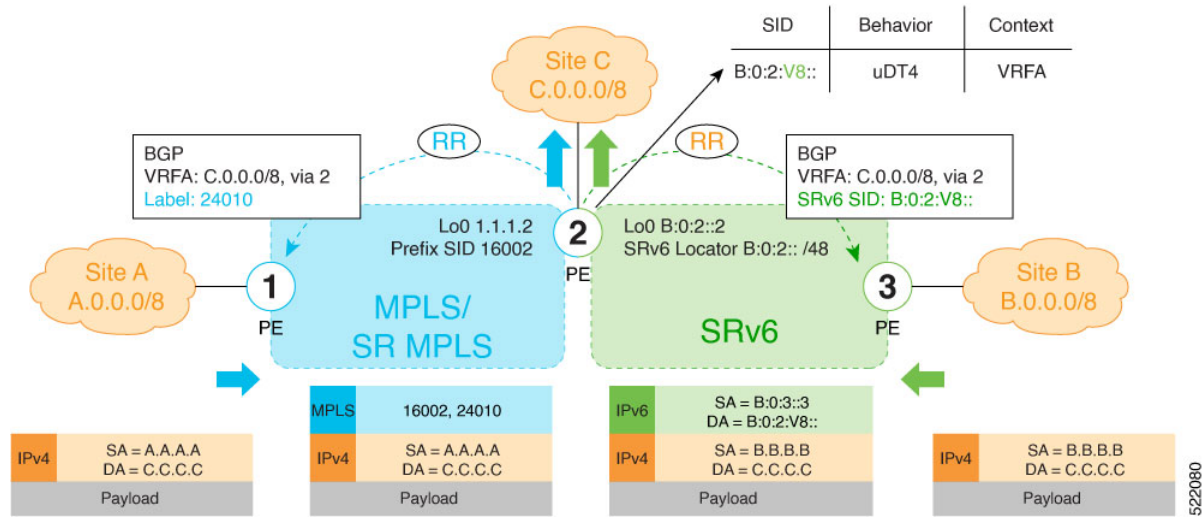 SID Behavior Context
B:0:2:V8:: uDT4 VRFA
Site C
C.0.0.0/8
RR
RR
BGP
VRFA: C.0.0.0/8, via 2
Label: 24010
BGP
VRFA: C.0.0.0/8, via 2
SRv6 SID: B:0:2:V8::
Lo0 1.1.1.2
Prefix SID 16002
2
PE
Lo0 B:0:2::2
SRv6 Locator B:0:2:: /48
Site A
A.0.0.0/8
1
PE
MPLS/
SR MPLS
SRv6
3
PE
Site B
B.0.0.0/8
MPLS 16002, 24010
IPv6
SA = B:0:3::3
DA = B:0:2:V8::
IPv4
SA = A.A.A.A
DA = C.C.C.C
Payload
IPv4
SA = A.A.A.A
DA = C.C.C.C
Payload
IPv4
SA = B.B.B.B
DA = C.C.C.C
Payload
IPv4
SA = B.B.B.B
DA = C.C.C.C
Payload
522080